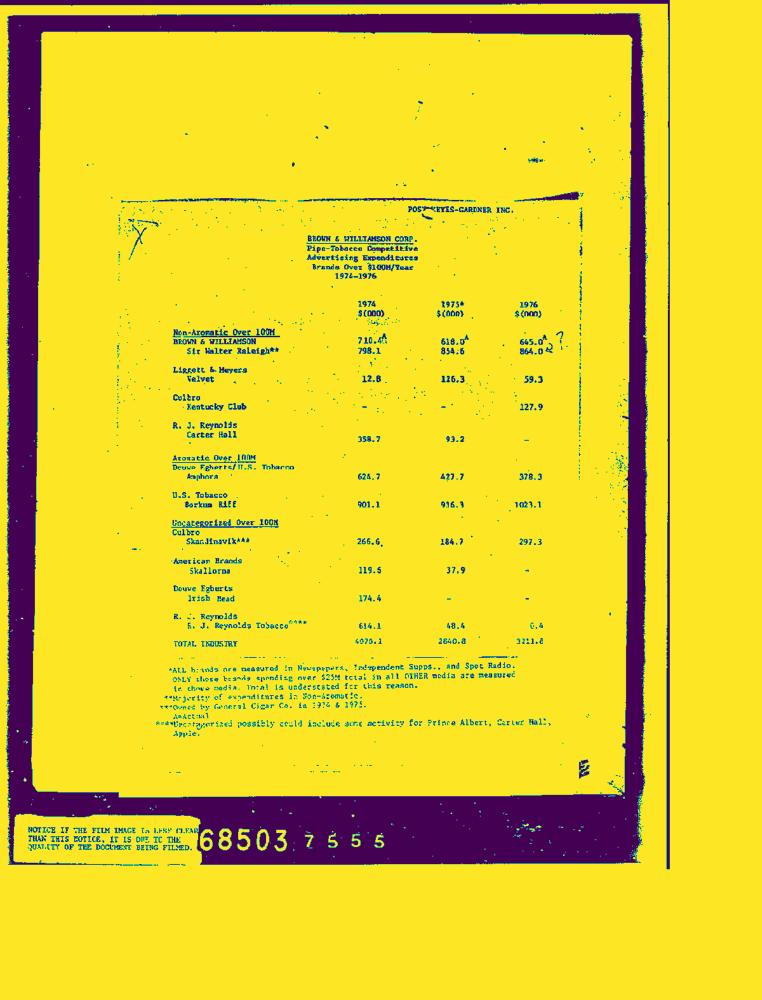 POST-KEYES-GARDNER INC.
BROWN & WILLIAMSON CORP.
Pipe-Tobacco Competitive
Advertising Expenditures
Brands Over $100M/Year
1974-1976
1974 1975* 1976
$(000) $(000) $(000)
Non-Aromatic Over 100M
BROWN & WILLIAMSON 710.4A 618.0A 645.0A ?
Sir Walter Raleigh** 798.1 854.6 864.0
Liggett & Meyers
Velvet 12.8 126.3 59.3
Culbro
Kentucky Club - - 127.9
R. J. Reynolds
Carter Hall 358.7 93.2 -
Aromatic Over 100M
Douwe Egberts/U.S. Tobacco
Amphora 624.7 427.7 378.3
U.S. Tobacco
Borkum Riff 901.1 916.3 1023.1
Uncategorized Over 100M
Culbro
Skandinavik*** 266.6 184.7 297.3
American Brands
Skallorna 119.5 37.9 -
Douwe Egberts
Irish Head 174.4 - -
R. J. Reynolds
R. J. Reynolds Tobacco**** 614.1 48.4 0.4
TOTAL INDUSTRY 2840.8
*ALL brands are measured in Newspapers, Independent Supps., and Spot Radio.
ONLY those brands spending over $25M total in all OTHER media are measured
in those media. Total is understated for this reason.
**Majority of expenditures in Non-Aromatic.
***Owned by General Cigar Co. in 1974 & 1975.
A=Actual
****Uncategorized possibly could include some activity for Prince Albert, Carter Hall,
Apple.
NOTICE IF THE FILM IMAGE IS LESS CLEAR
THAN THIS NOTICE, IT IS DUE TO THE
QUALITY OF THE DOCUMENT BEING FILMED.
68503 7555